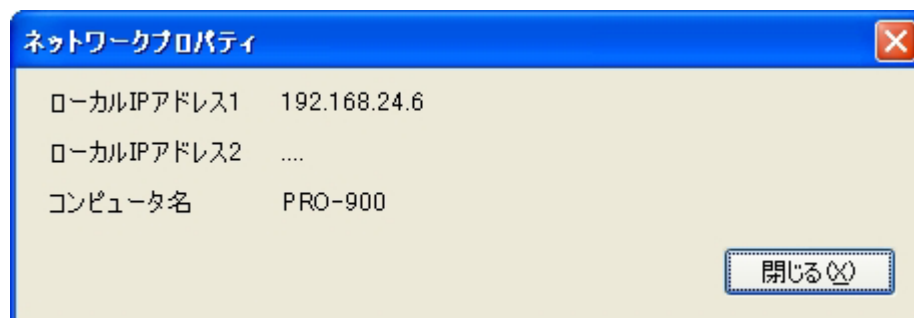 ネットワークプロパティ
ローカルIPアドレス1 192.168.24.6
ローカルIPアドレス2 ....
コンピュータ名 PRO-900
閉じる(X)